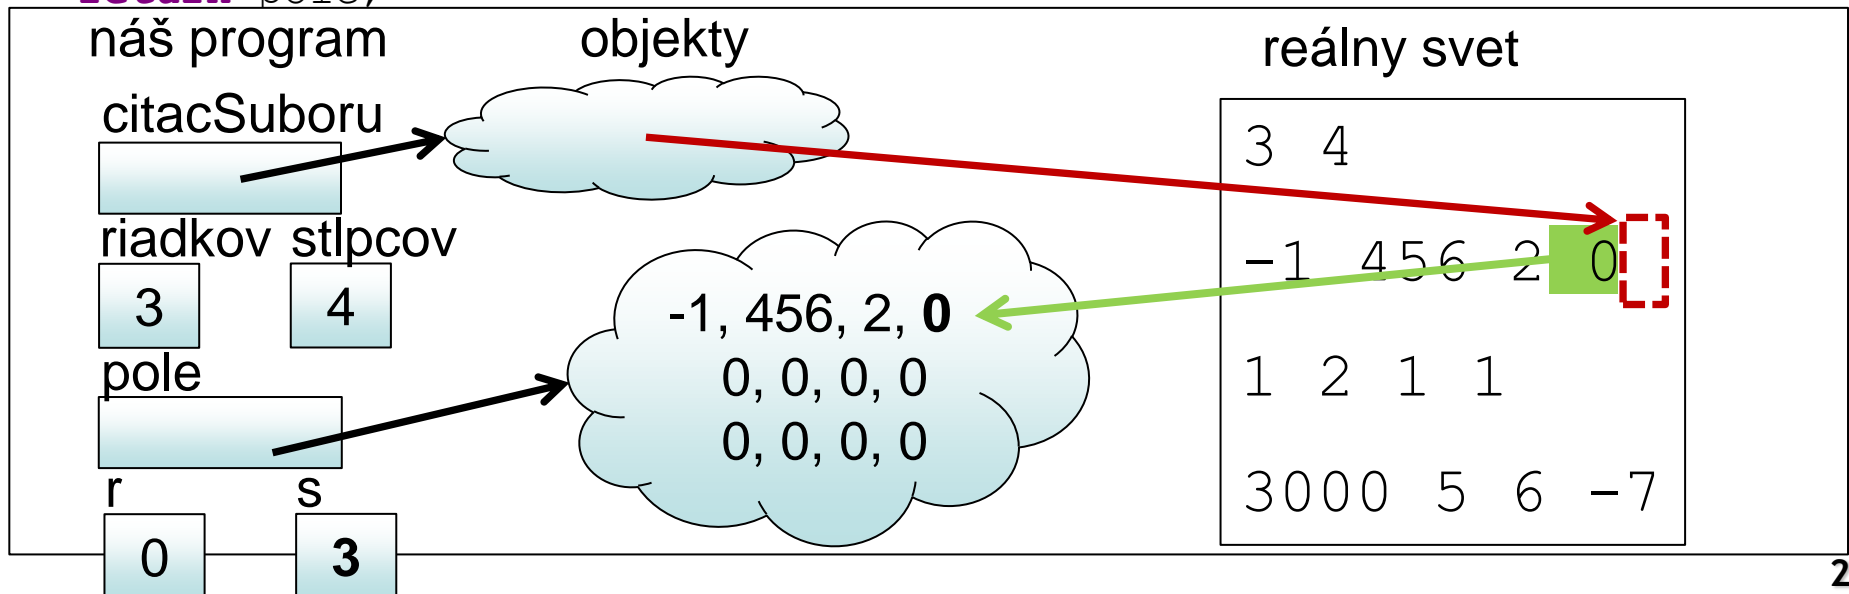 return pole;
náš program
objekty
reálny svet
citacSuboru
riadkov stlpcov
3
4
pole
r
s
0
3
-1, 456, 2, 0
0, 0, 0, 0
0, 0, 0, 0
3 4
-1 456 2 0
1 2 1 1
3000 5 6 -7
2